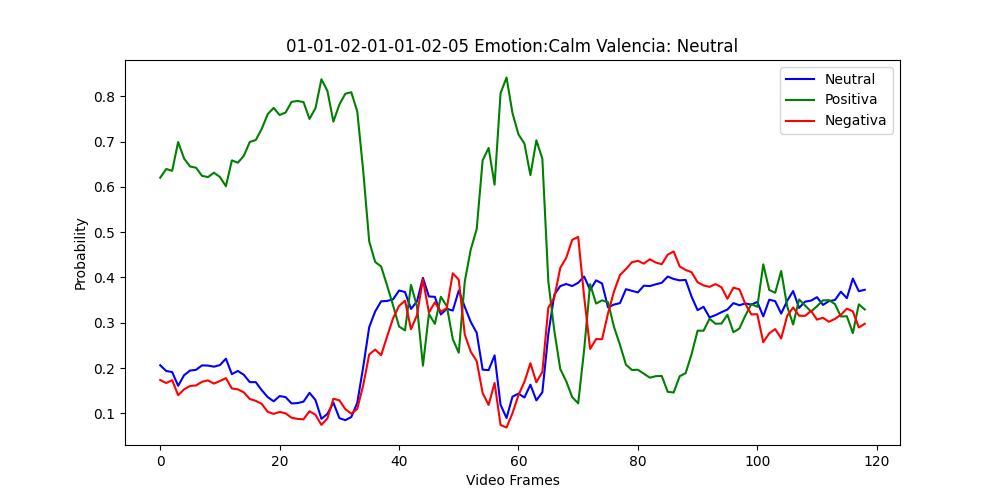 01-01-02-01-01-02-05 Emotion:Calm Valencia: Neutral
Neutral
Positiva
Negativa
Probability
0.8
0.7
0.6
0.5
0.4
0.3
0.2
0.1
0 20 40 60 80 100 120
Video Frames